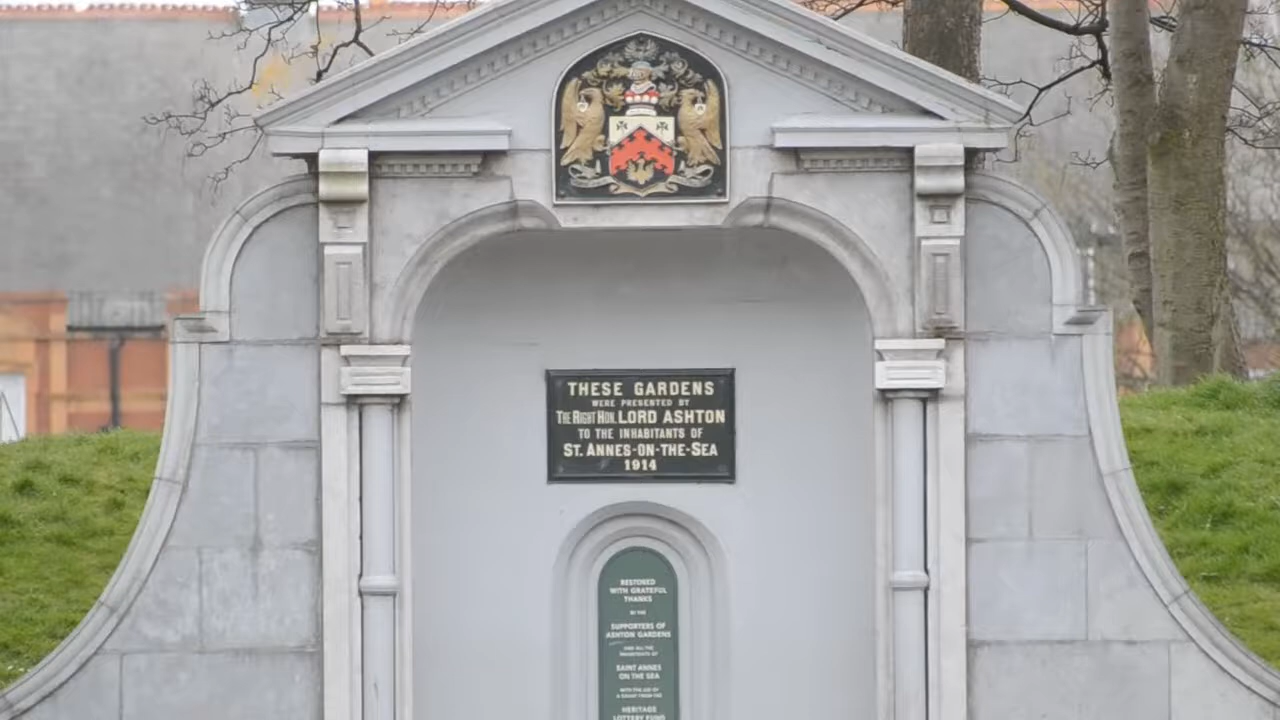 THESE GARDENS
WERE PRESENTED BY
THE RIGHT HON. LORD ASHTON
TO THE INHABITANTS OF
ST. ANNES-ON-THE-SEA
1914
RESTORED
WITH GRATEFUL
THANKS
BY THE
SUPPORTERS OF
ASHTON GARDENS
AND ALL THE
INHABITANTS OF
SAINT ANNES
ON THE SEA
WITH THE AID OF
A GRANT FROM THE
HERITAGE
LOTTERY FUND